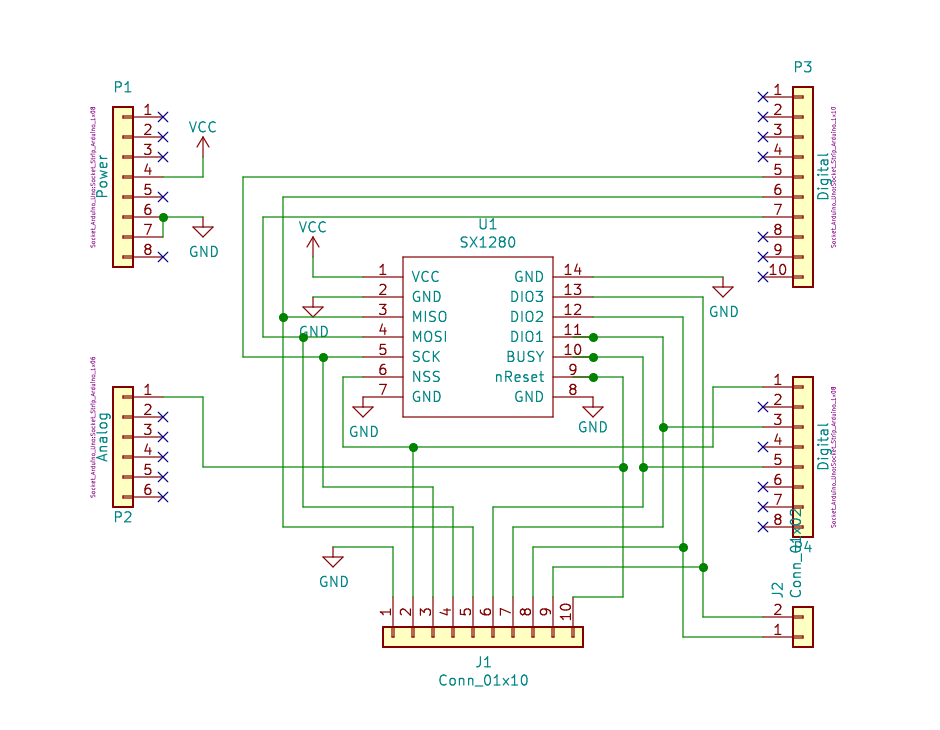 P1
1
2
3
4
5
6
7
8
Power
Socket_Arduino_Uno:Socket_Strip_Arduino_1x08
VCC
GND
P3
1
2
3
4
5
6
7
8
9
10
Digital
Socket_Arduino_Uno:Socket_Strip_Arduino_1x10
VCC
GND
U1
SX1280
1 VCC
2 GND
3 MISO
4 MOSI
5 SCK
6 NSS
7 GND
GND 14
DIO3 13
DIO2 12
DIO1 11
BUSY 10
nReset 9
GND 8
GND
GND
GND
1
2
3
4
5
6
Analog
Socket_Arduino_Uno:Socket_Strip_Arduino_1x06
P2
1
2
3
4
5
6
7
8
Digital
Socket_Arduino_Uno:Socket_Strip_Arduino_1x08
P4
Conn_01x02
J2
2
1
GND
1
2
3
4
5
6
7
8
9
10
J1
Conn_01x10